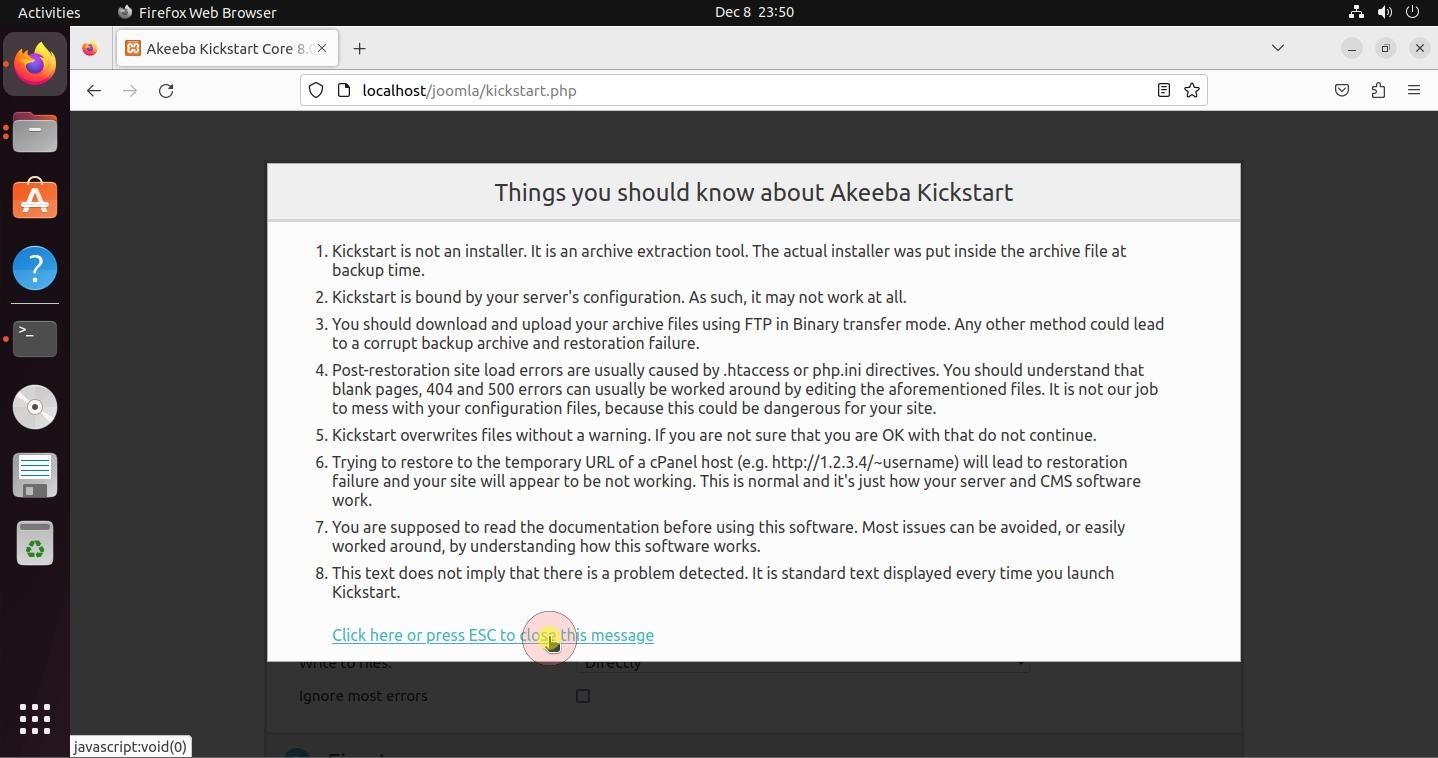 Activities
Firefox Web Browser
Dec 8 23:50
Akeeba Kickstart Core 8.
localhost/joomla/kickstart.php
Things you should know about Akeeba Kickstart
1. Kickstart is not an installer. It is an archive extraction tool. The actual installer was put inside the archive file at
backup time.
2. Kickstart is bound by your server's configuration. As such, it may not work at all.
3. You should download and upload your archive files using FTP in Binary transfer mode. Any other method could lead
to a corrupt backup archive and restoration failure.
4. Post-restoration site load errors are usually caused by .htaccess or php.ini directives. You should understand that
blank pages, 404 and 500 errors can usually be worked around by editing the aforementioned files. It is not our job
to mess with your configuration files, because this could be dangerous for your site.
5. Kickstart overwrites files without a warning. If you are not sure that you are OK with that do not continue.
6. Trying to restore to the temporary URL of a cPanel host (e.g. http://1.2.3.4/~username) will lead to restoration
failure and your site will appear to be not working. This is normal and it's just how your server and CMS software
work.
7. You are supposed to read the documentation before using this software. Most issues can be avoided, or easily
worked around, by understanding how this software works.
8. This text does not imply that there is a problem detected. It is standard text displayed every time you launch
Kickstart.
Click here or press ESC to close this message
Write to files:
Directly
Ignore most errors
javascript:void(0)